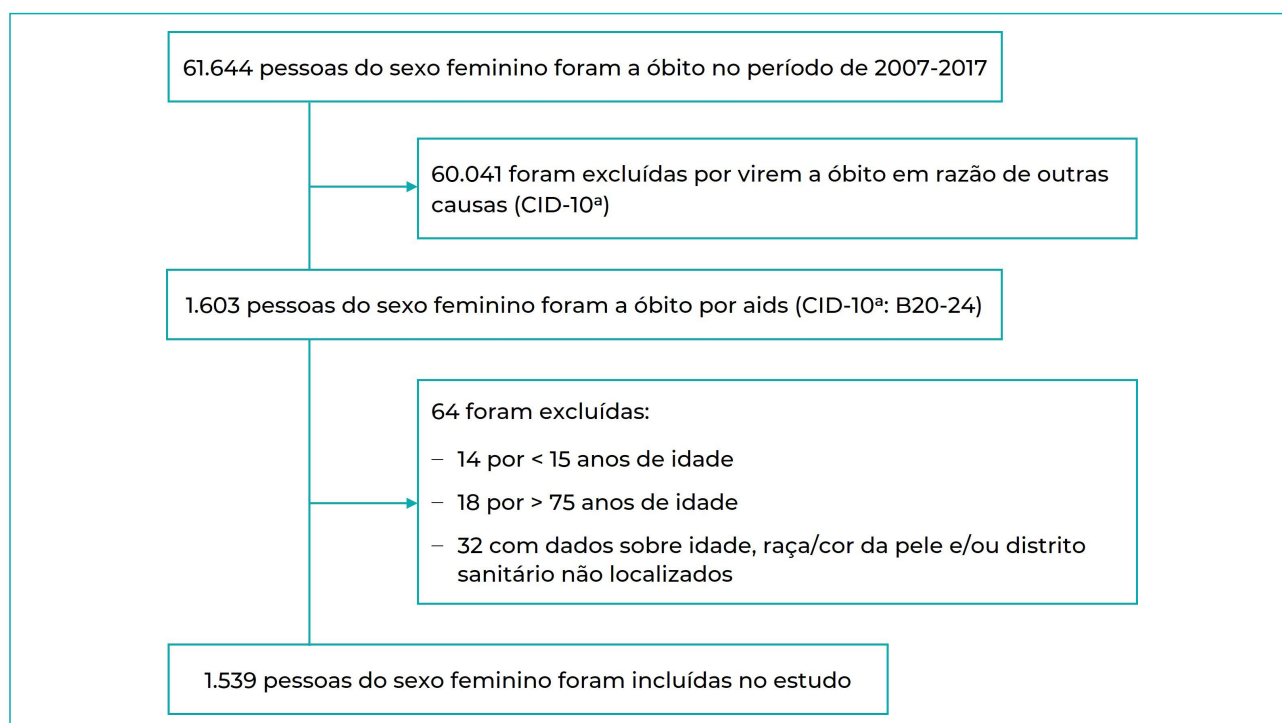 61.644 pessoas do sexo feminino foram a óbito no período de 2007-2017
60.041 foram excluídas por virem a óbito em razão de outras
causas (CID-10ª)
1.603 pessoas do sexo feminino foram a óbito por aids (CID-10ª: B20-24)
64 foram excluídas:
– 14 por < 15 anos de idade
– 18 por > 75 anos de idade
– 32 com dados sobre idade, raça/cor da pele e/ou distrito
sanitário não localizados
1.539 pessoas do sexo feminino foram incluídas no estudo